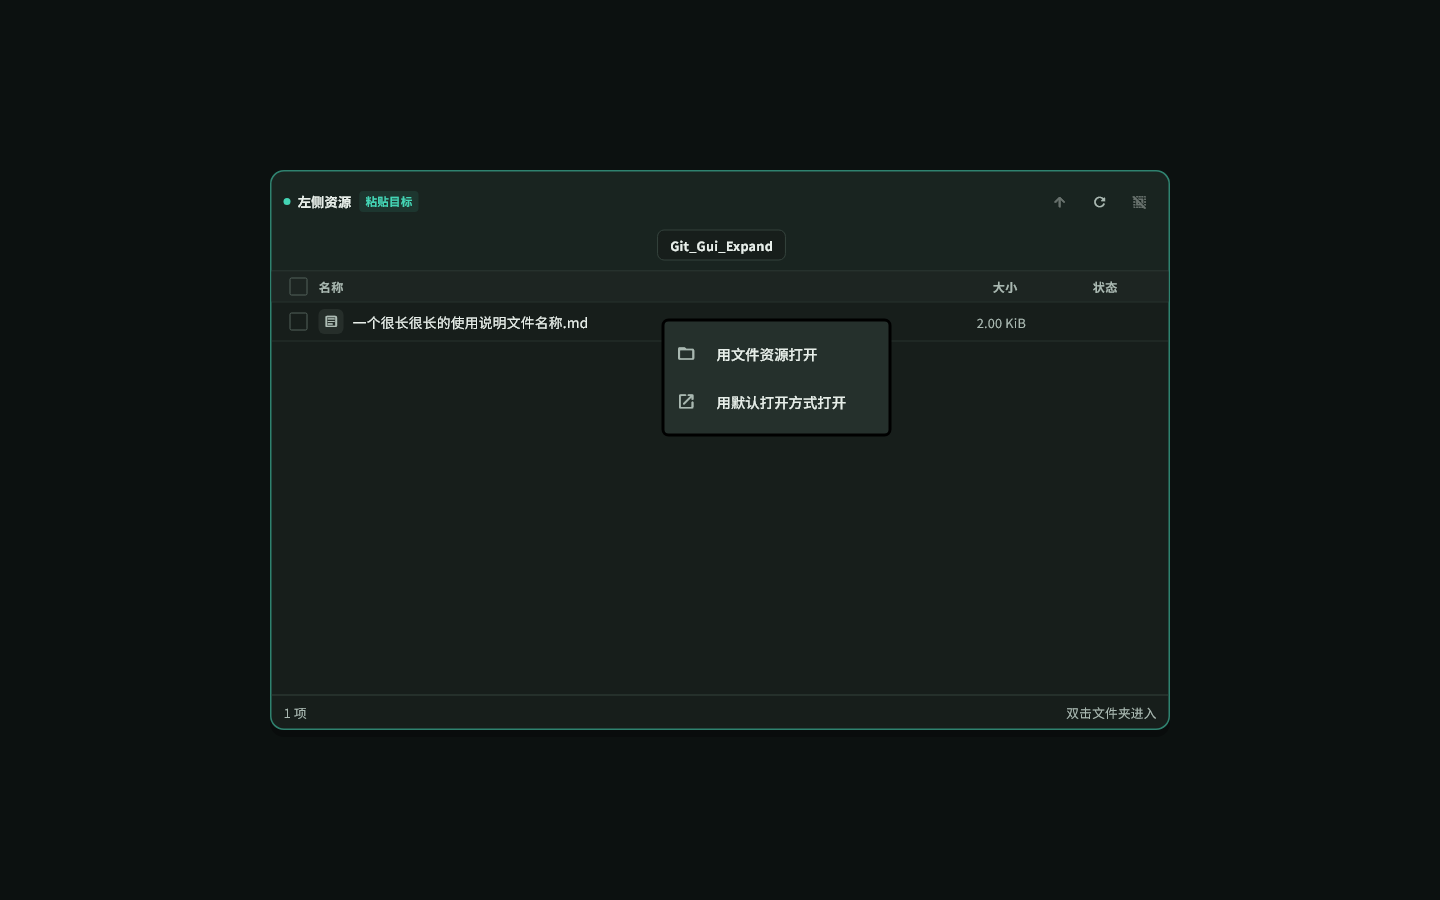 左侧资源 粘贴目标
Git_Gui_Expand
名称 大小 状态
一个很长很长的使用说明文件名称.md 2.00 KiB
用文件资源打开
用默认打开方式打开
1 项 双击文件夹进入